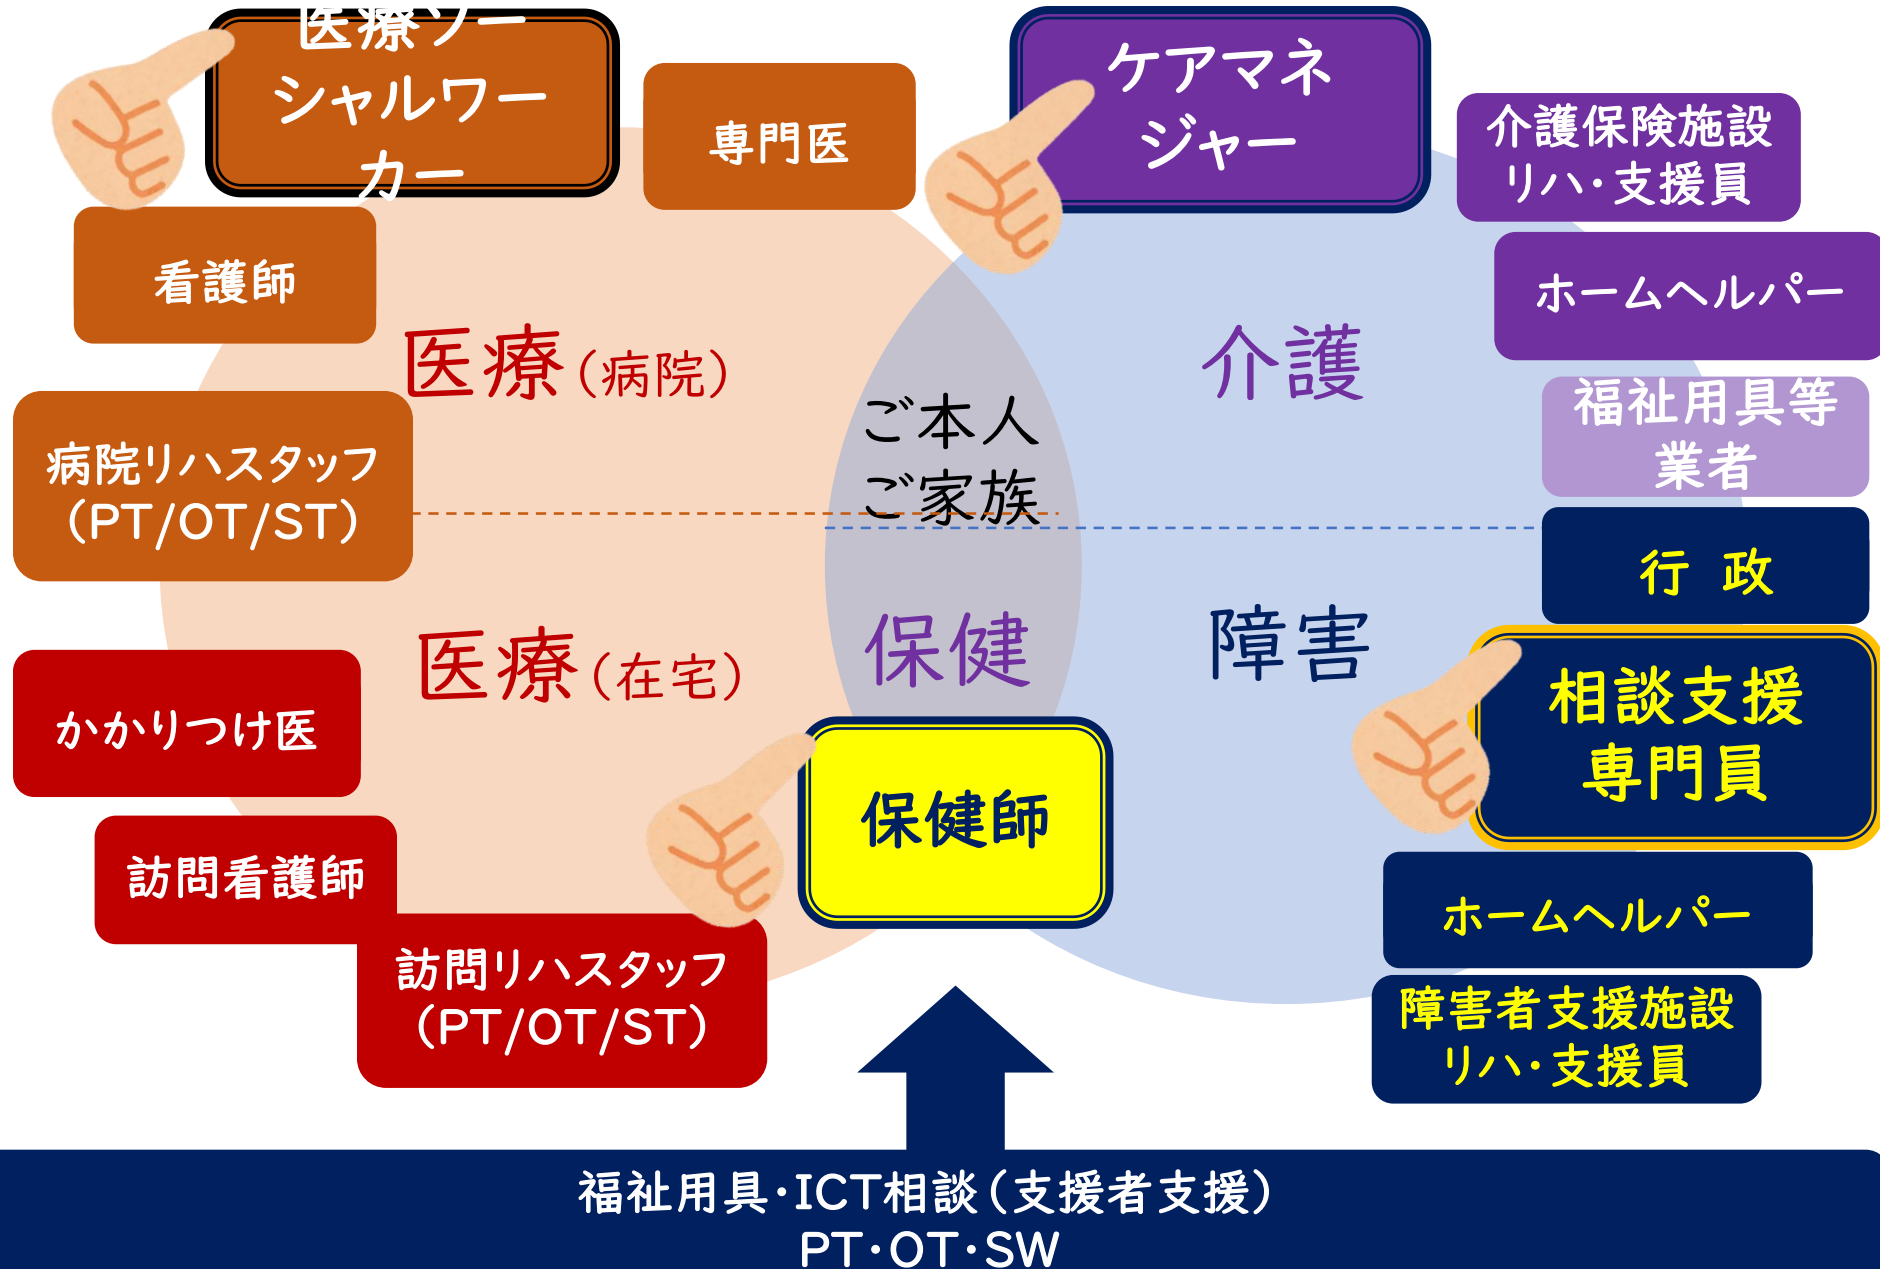 医療ソー
シャルワー
カー
専門医
ケアマネ
ジャー
介護保険施設
リハ・支援員
看護師
ホームヘルパー
医療（病院）
介護
福祉用具等
業者
ご本人
ご家族
病院リハスタッフ
（PT/OT/ST）
行　政
医療（在宅）
保健
障害
相談支援
専門員
かかりつけ医
保健師
訪問看護師
ホームヘルパー
訪問リハスタッフ
（PT/OT/ST）
障害者支援施設
リハ・支援員
福祉用具・ICT相談（支援者支援）
PT・OT・SW